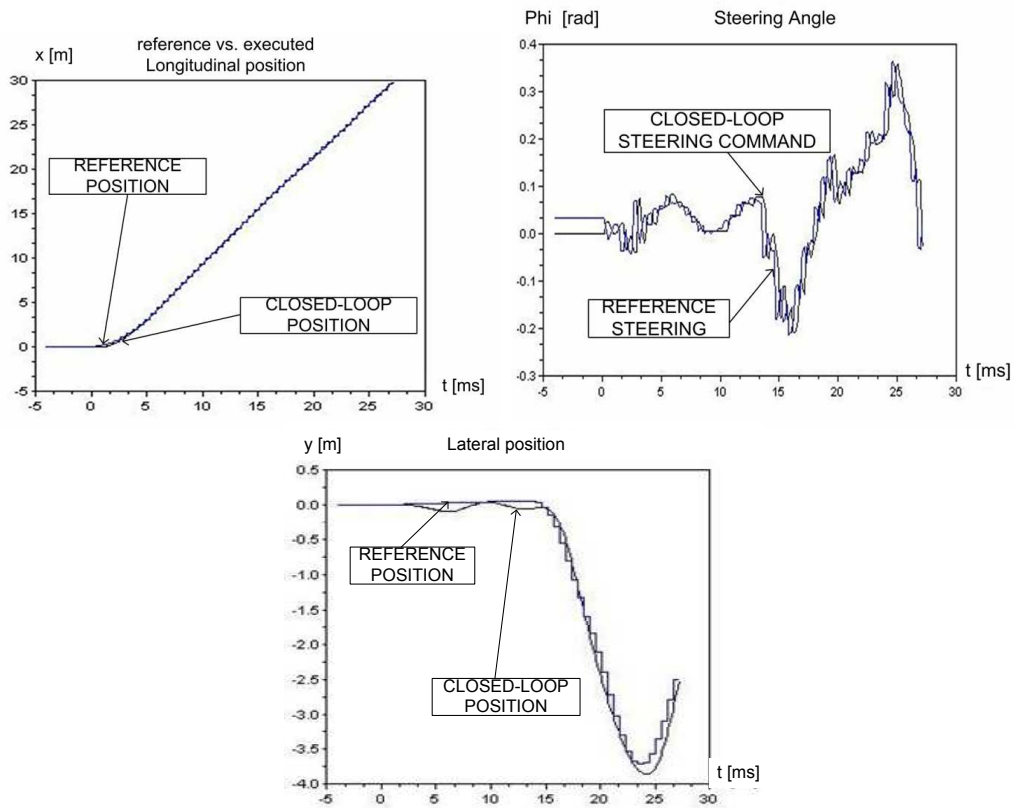 x [m]
reference vs. executed
Longitudinal position
30
25
20
15
10
5
0
-5
REFERENCE
POSITION
CLOSED-LOOP
POSITION
t [ms]
-5 0 5 10 15 20 25 30
Phi [rad]
Steering Angle
0.4
0.3
0.2
0.1
0.0
-0.1
-0.2
-0.3
CLOSED-LOOP
STEERING COMMAND
REFERENCE
STEERING
t [ms]
-5 0 5 10 15 20 25 30
y [m]
Lateral position
0.5
0.0
-0.5
-1.0
-1.5
-2.0
-2.5
-3.0
-3.5
-4.0
REFERENCE
POSITION
CLOSED-LOOP
POSITION
t [ms]
-5 0 5 10 15 20 25 30